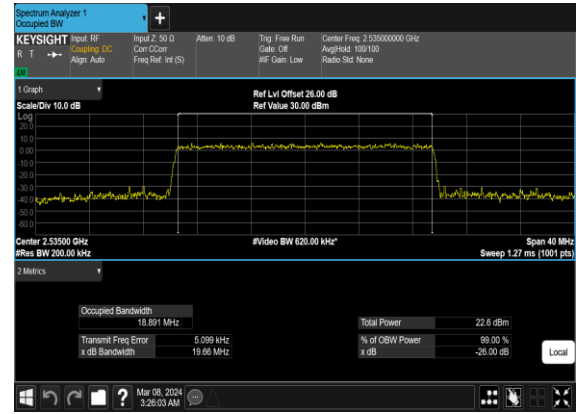 Spectrum Analyzer 1
Occupied BW
+
KEYSIGHT Input: RF Input Z: 50 Ω Atten: 10 dB Trig: Free Run Center Freq: 2.535000000 GHz
R T Coupling: DC Corr CCorr Gate: Off Avg|Hold: 100/100
Align: Auto Freq Ref: Int (S) #IF Gain: Low Radio Std: None
LW
1 Graph Ref Lvl Offset 26.00 dB
Scale/Div 10.0 dB Ref Value 30.00 dBm
Log
20.0
10.0
0.00
-10.0
-20.0
-30.0
-40.0
-50.0
-60.0
Center 2.53500 GHz #Video BW 620.00 kHz* Span 40 MHz
#Res BW 200.00 kHz Sweep 1.27 ms (1001 pts)
2 Metrics
Occupied Bandwidth
18.891 MHz Total Power 22.6 dBm
Transmit Freq Error 5.099 kHz % of OBW Power 99.00 %
x dB Bandwidth 19.66 MHz x dB -26.00 dB
Local
? Mar 08, 2024
3:26:03 AM